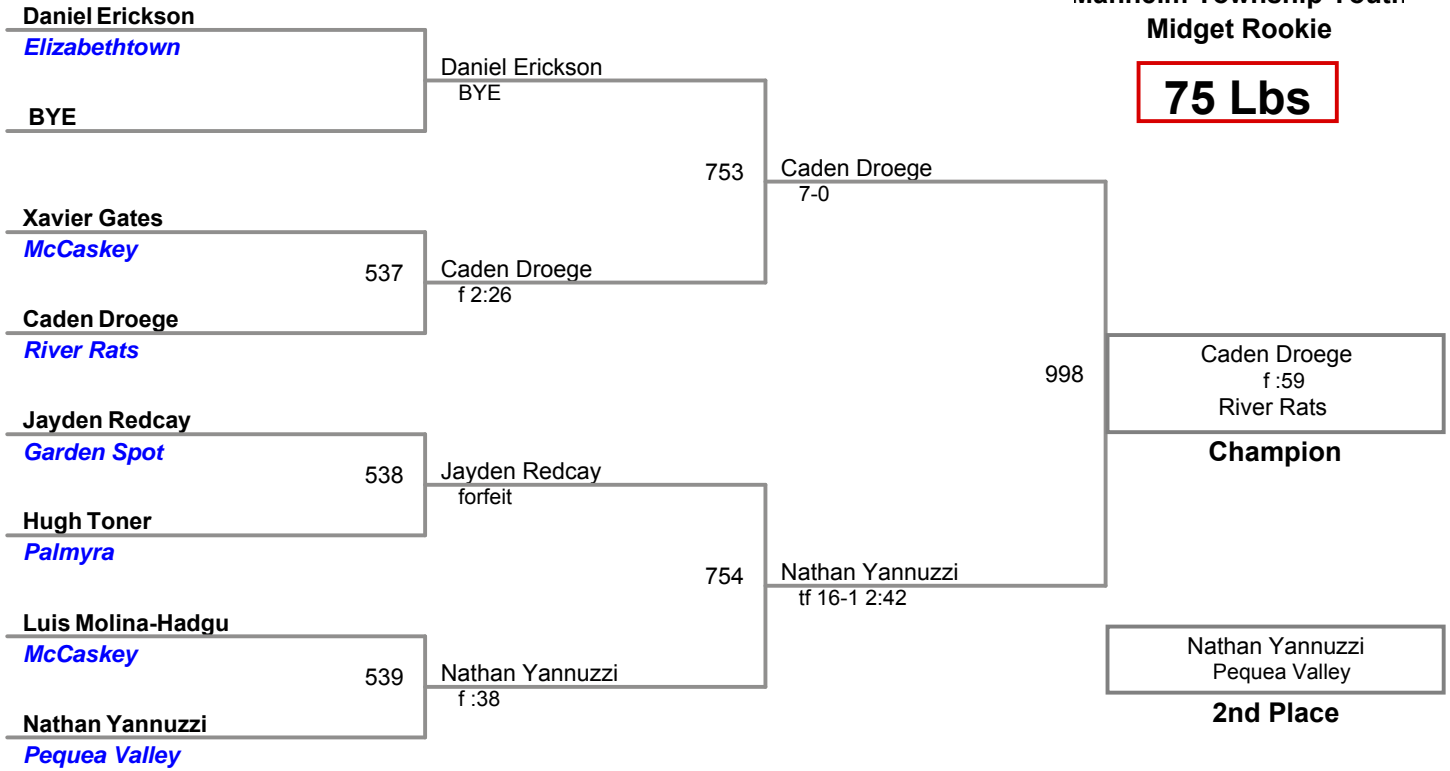 Manheim Township Youth
Midget Rookie
75 Lbs
Daniel Erickson
Elizabethtown
BYE
Daniel Erickson
BYE
Xavier Gates
McCaskey
537
Caden Droege
River Rats
Caden Droege
f 2:26
753
Caden Droege
7-0
Jayden Redcay
Garden Spot
538
Hugh Toner
Palmyra
Jayden Redcay
forfeit
Luis Molina-Hadgu
McCaskey
539
Nathan Yannuzzi
Pequea Valley
Nathan Yannuzzi
f :38
754
Nathan Yannuzzi
tf 16-1 2:42
998
Caden Droege
f :59
River Rats
Champion
Nathan Yannuzzi
Pequea Valley
2nd Place